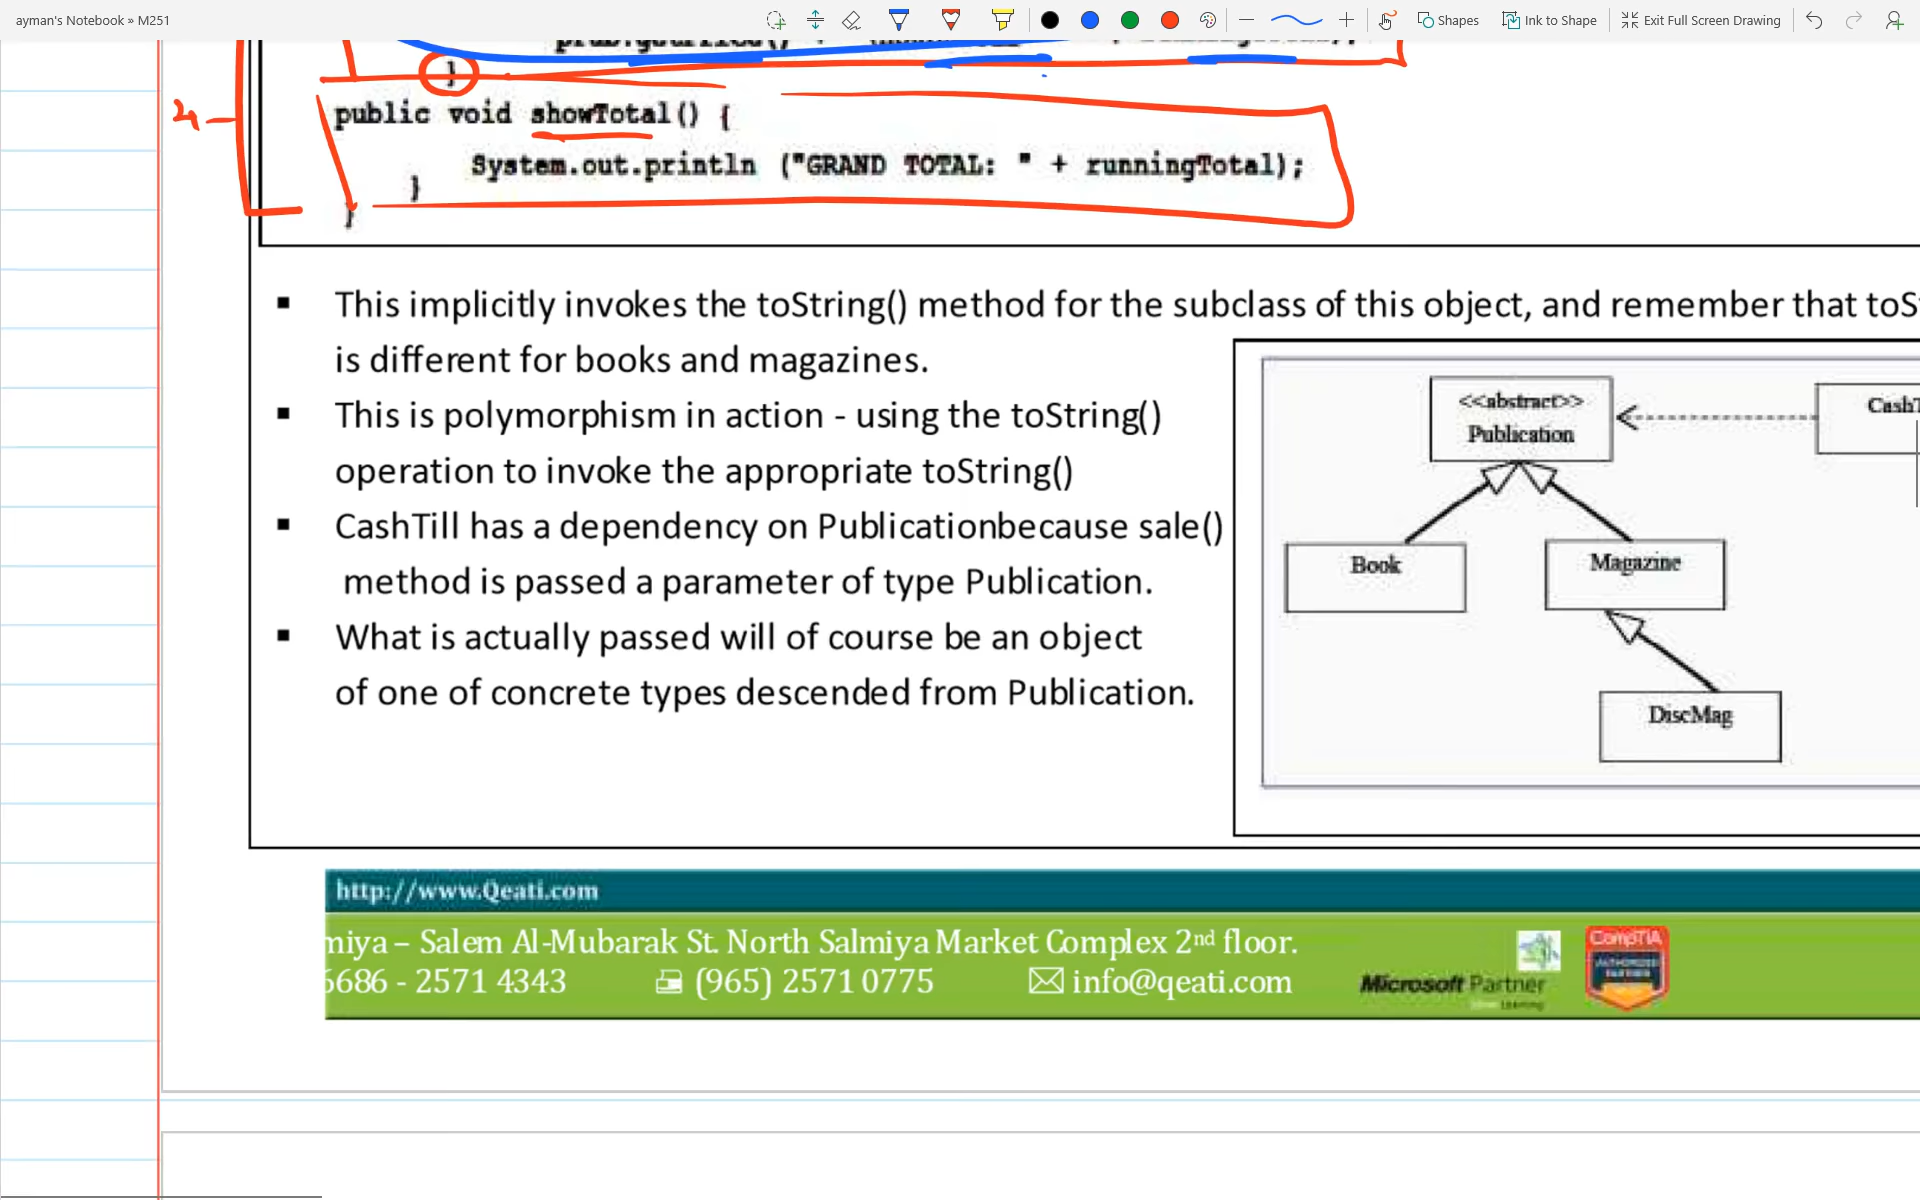 ayman's Notebook » M251
Shapes
Ink to Shape
Exit Full Screen Drawing
}
public void showTotal() {
System.out.println ("GRAND TOTAL: " + runningTotal);
}
}
▪ This implicitly invokes the toString() method for the subclass of this object, and remember that toS
is different for books and magazines.
▪ This is polymorphism in action - using the toString()
operation to invoke the appropriate toString()
▪ CashTill has a dependency on Publicationbecause sale()
method is passed a parameter of type Publication.
▪ What is actually passed will of course be an object
of one of concrete types descended from Publication.
<<abstract>>
Publication
CashT
Book
Magazine
DiscMag
http://www.Qeati.com
miya – Salem Al-Mubarak St. North Salmiya Market Complex 2nd floor.
6686 - 2571 4343 (965) 2571 0775 info@qeati.com
Microsoft Partner
CompTIA